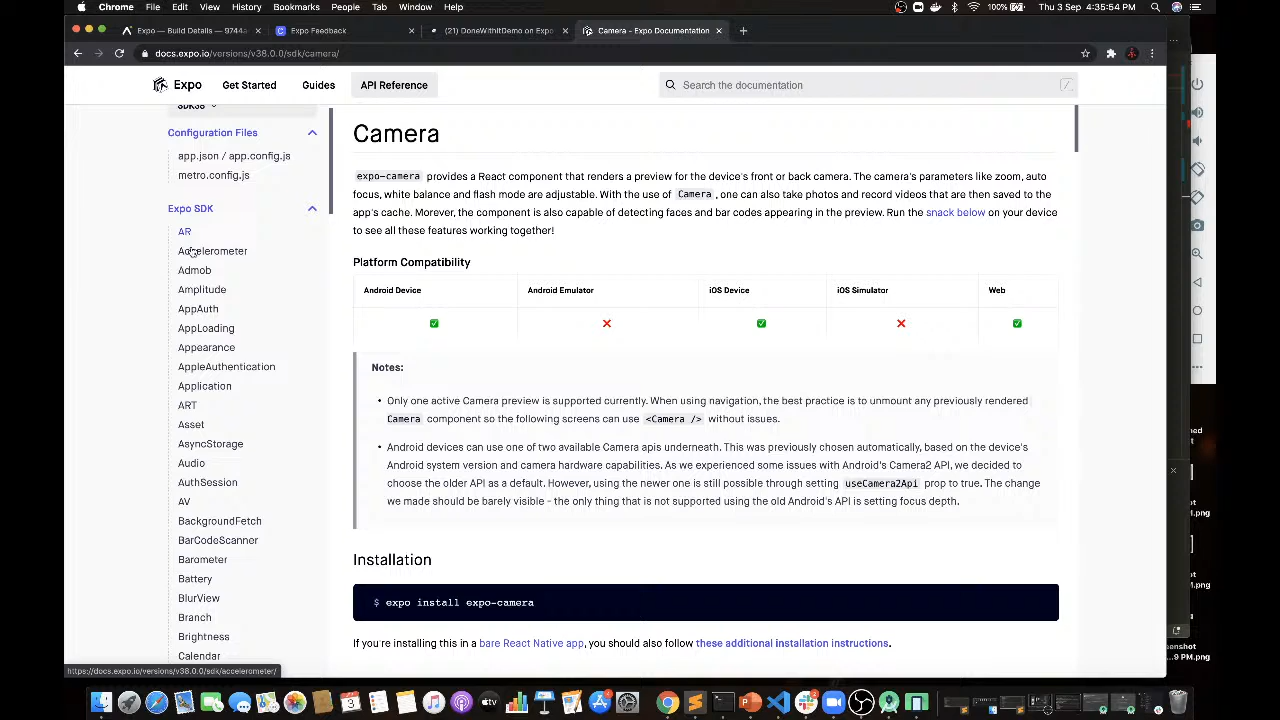 Chrome File Edit View History Bookmarks People Tab Window Help 100% Thu 3 Sep 4:35:54 PM
Expo — Build Details — 9744a
Expo Feedback
(21) DoneWithItDemo on Expo
Camera - Expo Documentation
docs.expo.io/versions/v38.0.0/sdk/camera/
Expo Get Started Guides API Reference Search the documentation /
SDK38
Configuration Files
app.json / app.config.js
metro.config.js
Expo SDK
AR
Accelerometer
Admob
Amplitude
AppAuth
AppLoading
Appearance
AppleAuthentication
Application
ART
Asset
AsyncStorage
Audio
AuthSession
AV
BackgroundFetch
BarCodeScanner
Barometer
Battery
BlurView
Branch
Brightness
Calendar
https://docs.expo.io/versions/v38.0.0/sdk/accelerometer/
Camera
expo-camera provides a React component that renders a preview for the device's front or back camera. The camera's parameters like zoom, auto
focus, white balance and flash mode are adjustable. With the use of Camera, one can also take photos and record videos that are then saved to the
app's cache. Morever, the component is also capable of detecting faces and bar codes appearing in the preview. Run the snack below on your device
to see all these features working together!
Platform Compatibility
Android Device Android Emulator iOS Device iOS Simulator Web
Notes:
• Only one active Camera preview is supported currently. When using navigation, the best practice is to unmount any previously rendered
Camera component so the following screens can use <Camera /> without issues.
• Android devices can use one of two available Camera apis underneath. This was previously chosen automatically, based on the device's
Android system version and camera hardware capabilities. As we experienced some issues with Android's Camera2 API, we decided to
choose the older API as a default. However, using the newer one is still possible through setting useCamera2Api prop to true. The change
we made should be barely visible - the only thing that is not supported using the old Android's API is setting focus depth.
Installation
$ expo install expo-camera
If you're installing this in a bare React Native app, you should also follow these additional installation instructions.
ned
t
.png
ot
.png
ot
.png
eenshot
...9 PM.png